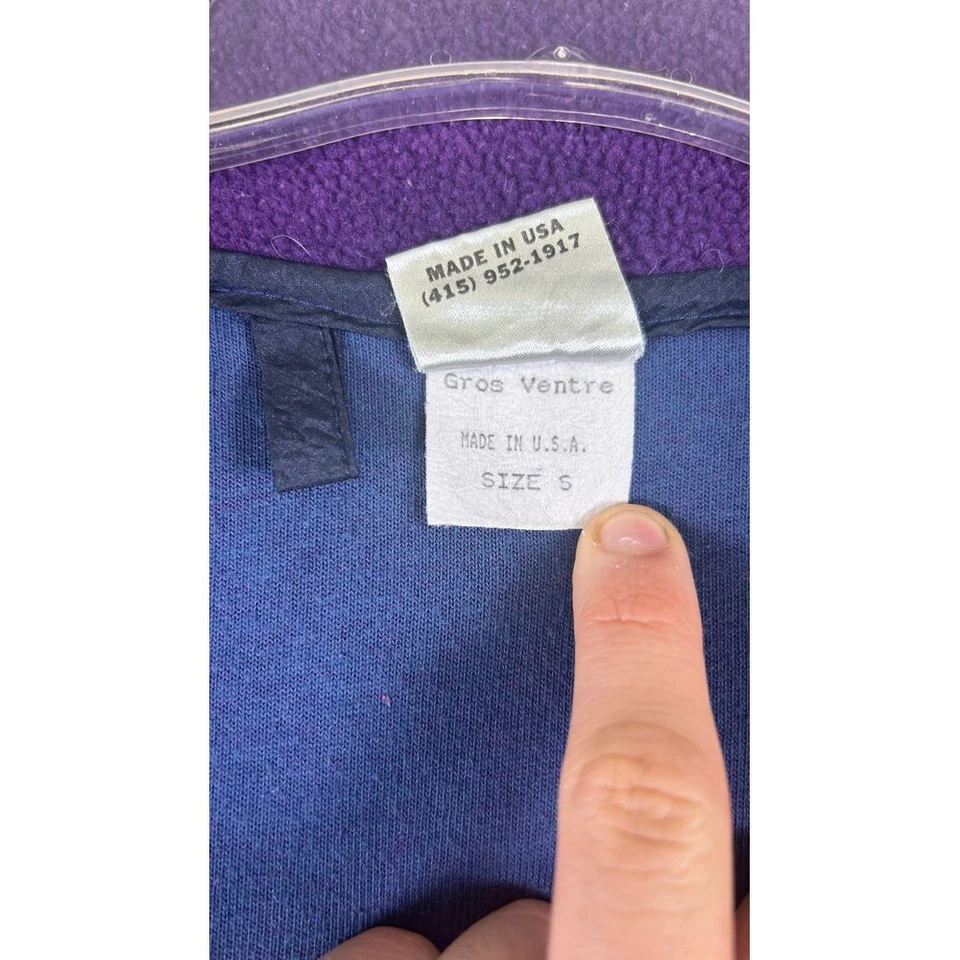 MADE IN USA
(415) 952-1917
Gros Ventre
MADE IN U.S.A.
SIZE S